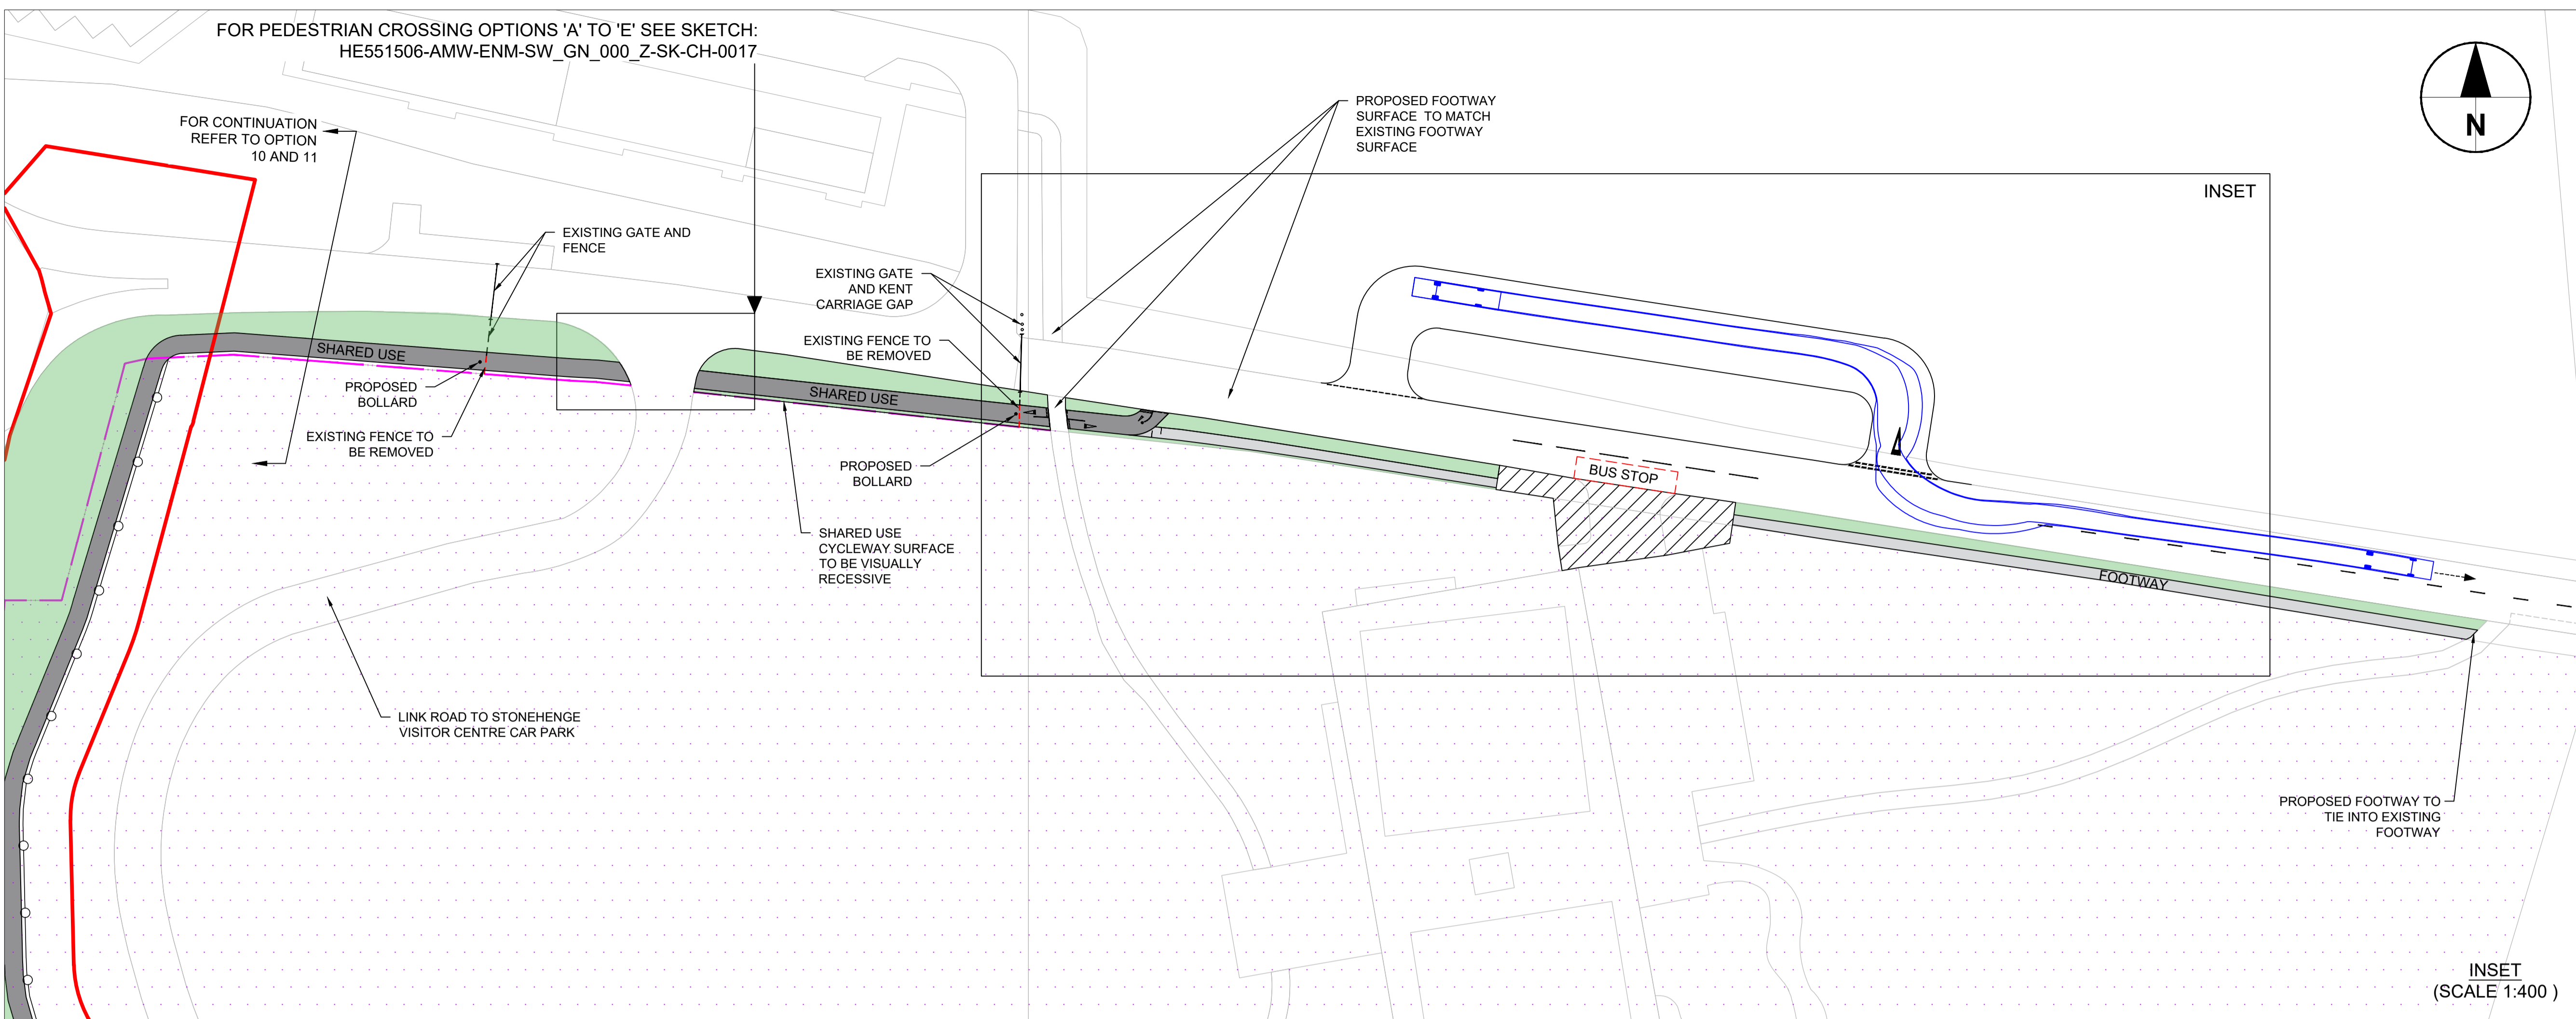 FOR PEDESTRIAN CROSSING OPTIONS 'A' TO 'E' SEE SKETCH:
HE551506-AMW-ENM-SW_GN_000_Z-SK-CH-0017
FOR CONTINUATION
REFER TO OPTION
10 AND 11
PROPOSED FOOTWAY
SURFACE TO MATCH
EXISTING FOOTWAY
SURFACE
N
INSET
EXISTING GATE AND
FENCE
EXISTING GATE
AND KENT
CARRIAGE GAP
EXISTING FENCE TO
BE REMOVED
SHARED USE
PROPOSED
BOLLARD
SHARED USE
EXISTING FENCE TO
BE REMOVED
PROPOSED
BOLLARD
BUS STOP
SHARED USE
CYCLEWAY SURFACE
TO BE VISUALLY
RECESSIVE
FOOTWAY
LINK ROAD TO STONEHENGE
VISITOR CENTRE CAR PARK
PROPOSED FOOTWAY TO
TIE INTO EXISTING
FOOTWAY
INSET
(SCALE 1:400 )